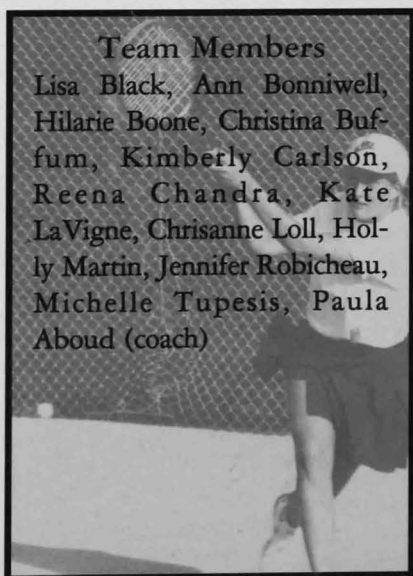 Team Members
Lisa Black, Ann Bonniwell,
Hilarie Boone, Christina Buf-
fum, Kimberly Carlson,
Reena Chandra, Kate
LaVigne, Chrisanne Loll, Hol-
ly Martin, Jennifer Robicheau,
Michelle Tupesis, Paula
Aboud (coach)